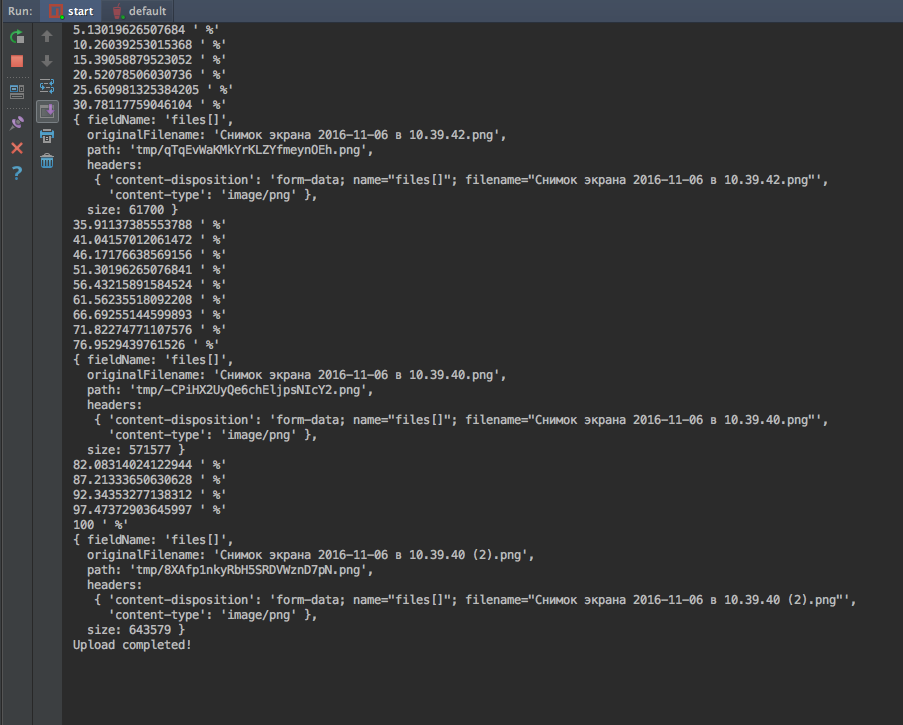 Run: start default
5.13019626507684 ' %'
10.26039253015368 ' %'
15.39058879523052 ' %'
20.52078506030736 ' %'
25.650981325384205 ' %'
30.78117759046104 ' %'
{ fieldName: 'files[]',
originalFilename: 'Снимок экрана 2016-11-06 в 10.39.42.png',
path: 'tmp/qTqEvWaKMkYrKLZYfmeynOEh.png',
headers:
{ 'content-disposition': 'form-data; name="files[]"; filename="Снимок экрана 2016-11-06 в 10.39.42.png"',
'content-type': 'image/png' },
size: 61700 }
35.91137385553788 ' %'
41.04157012061472 ' %'
46.17176638569156 ' %'
51.30196265076841 ' %'
56.43215891584524 ' %'
61.56235518092208 ' %'
66.69255144599893 ' %'
71.82274771107576 ' %'
76.9529439761526 ' %'
{ fieldName: 'files[]',
originalFilename: 'Снимок экрана 2016-11-06 в 10.39.40.png',
path: 'tmp/-CPiHX2UyQe6chEljpsNIcY2.png',
headers:
{ 'content-disposition': 'form-data; name="files[]"; filename="Снимок экрана 2016-11-06 в 10.39.40.png"',
'content-type': 'image/png' },
size: 571577 }
82.08314024122944 ' %'
87.21333650630628 ' %'
92.34353277138312 ' %'
97.47372903645997 ' %'
100 ' %'
{ fieldName: 'files[]',
originalFilename: 'Снимок экрана 2016-11-06 в 10.39.40 (2).png',
path: 'tmp/8XAfp1nkyRbH5SRDVWznD7pN.png',
headers:
{ 'content-disposition': 'form-data; name="files[]"; filename="Снимок экрана 2016-11-06 в 10.39.40 (2).png"',
'content-type': 'image/png' },
size: 643579 }
Upload completed!